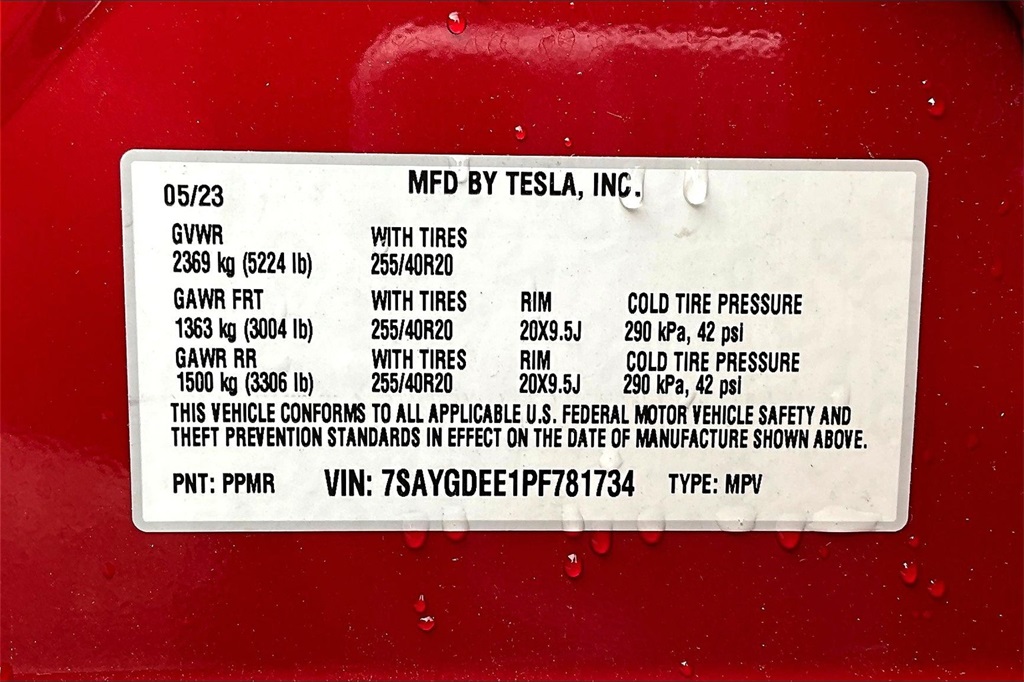 05/23 MFD BY TESLA, INC.
GVWR WITH TIRES
2369 kg (5224 lb) 255/40R20
GAWR FRT WITH TIRES RIM COLD TIRE PRESSURE
1363 kg (3004 lb) 255/40R20 20X9.5J 290 kPa, 42 psi
GAWR RR WITH TIRES RIM COLD TIRE PRESSURE
1500 kg (3306 lb) 255/40R20 20X9.5J 290 kPa, 42 psi
THIS VEHICLE CONFORMS TO ALL APPLICABLE U.S. FEDERAL MOTOR VEHICLE SAFETY AND
THEFT PREVENTION STANDARDS IN EFFECT ON THE DATE OF MANUFACTURE SHOWN ABOVE.
PNT: PPMR VIN: 7SAYGDEE1PF781734 TYPE: MPV